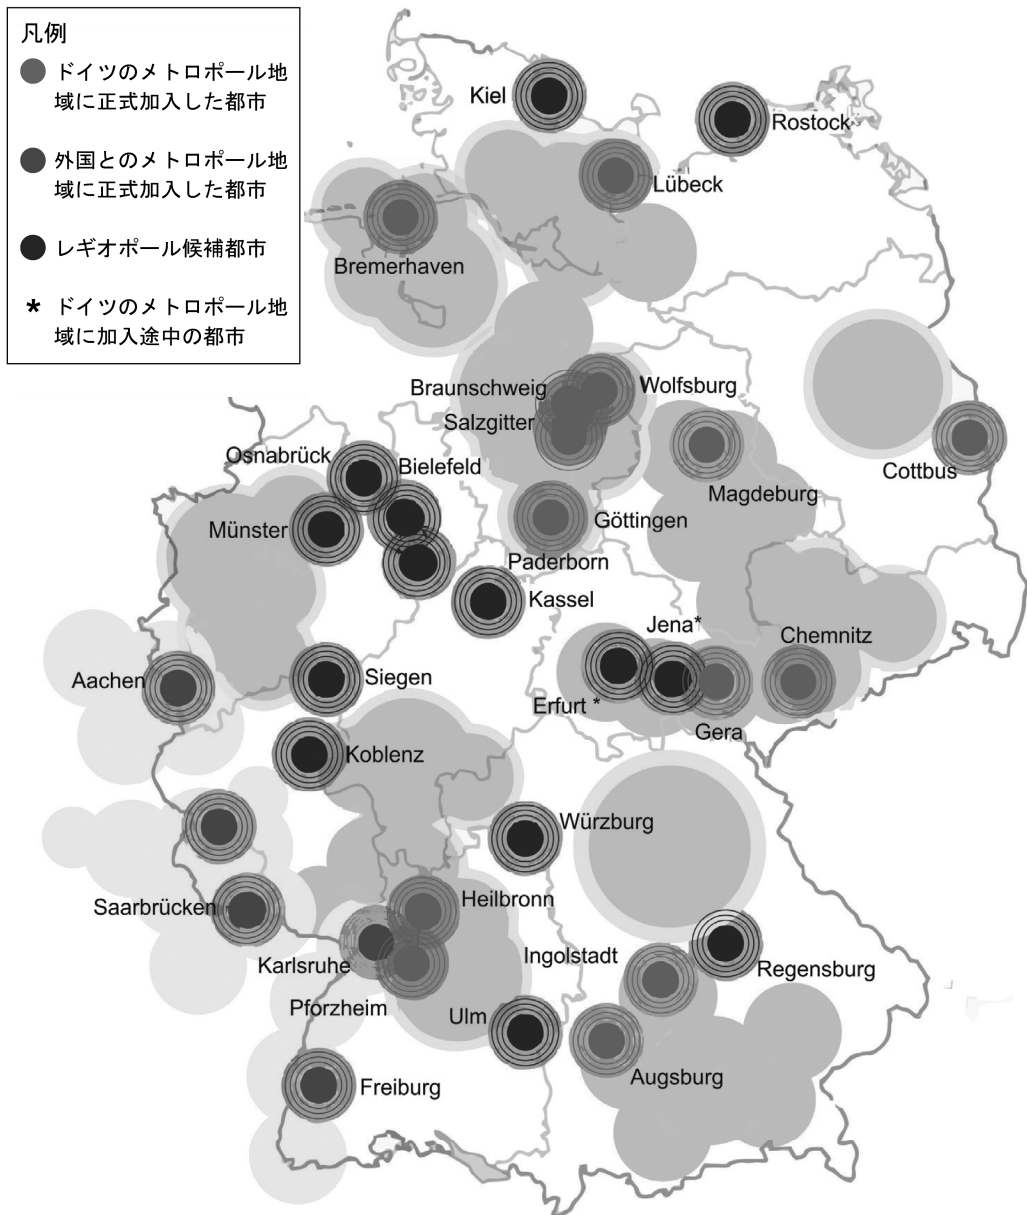 凡例
ドイツのメトロポール地
域に正式加入した都市
外国とのメトロポール地
域に正式加入した都市
レギオポール候補都市
* ドイツのメトロポール地
域に加入途中の都市
Kiel
Rostock
Lübeck
Bremerhaven
Braunschweig
Wolfsburg
Salzgitter
Osnabrück
Bielefeld
Cottbus
Magdeburg
Münster
Göttingen
Paderborn
Kassel
Jena*
Chemnitz
Aachen
Siegen
Erfurt *
Gera
Koblenz
Würzburg
Saarbrücken
Heilbronn
Ingolstadt
Karlsruhe
Regensburg
Pforzheim
Ulm
Augsburg
Freiburg